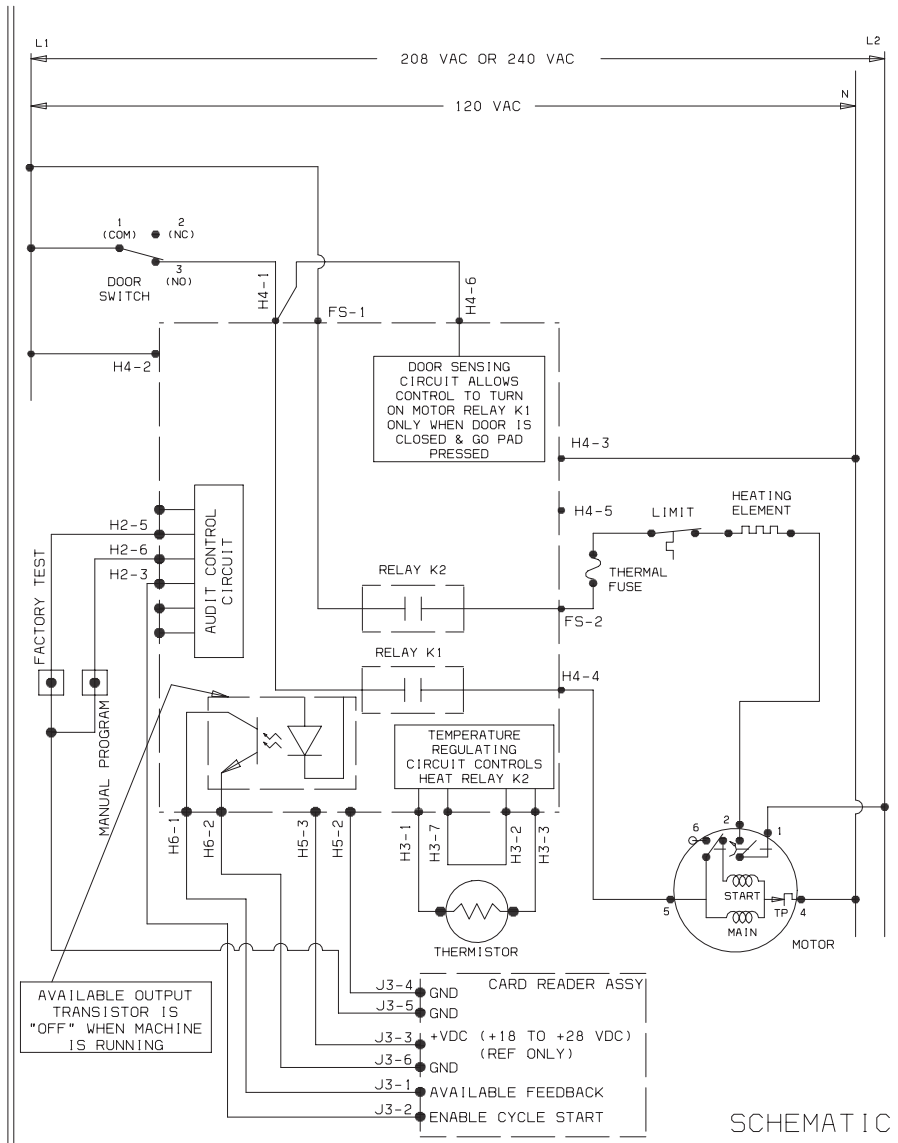 L1
L2
208 VAC OR 240 VAC
N
120 VAC
1
(COM)
2
(NC)
3
(NO)
DOOR
SWITCH
H4-1
H4-6
FS-1
H4-2
DOOR SENSING
CIRCUIT ALLOWS
CONTROL TO TURN
ON MOTOR RELAY K1
ONLY WHEN DOOR IS
CLOSED & GO PAD
PRESSED
H4-3
H4-5
LIMIT
HEATING
ELEMENT
THERMAL
FUSE
H2-5
H2-6
H2-3
AUDIT CONTROL
CIRCUIT
FACTORY TEST
MANUAL PROGRAM
RELAY K2
FS-2
RELAY K1
H4-4
TEMPERATURE
REGULATING
CIRCUIT CONTROLS
HEAT RELAY K2
H6-1
H6-2
H5-3
H5-2
H3-1
H3-7
H3-2
H3-3
THERMISTOR
6
2
1
START
5
TP
4
MAIN
MOTOR
AVAILABLE OUTPUT
TRANSISTOR IS
"OFF" WHEN MACHINE
IS RUNNING
CARD READER ASSY
J3-4 GND
J3-5 GND
J3-3 +VDC (+18 TO +28 VDC)
(REF ONLY)
J3-6 GND
J3-1 AVAILABLE FEEDBACK
J3-2 ENABLE CYCLE START
SCHEMATIC